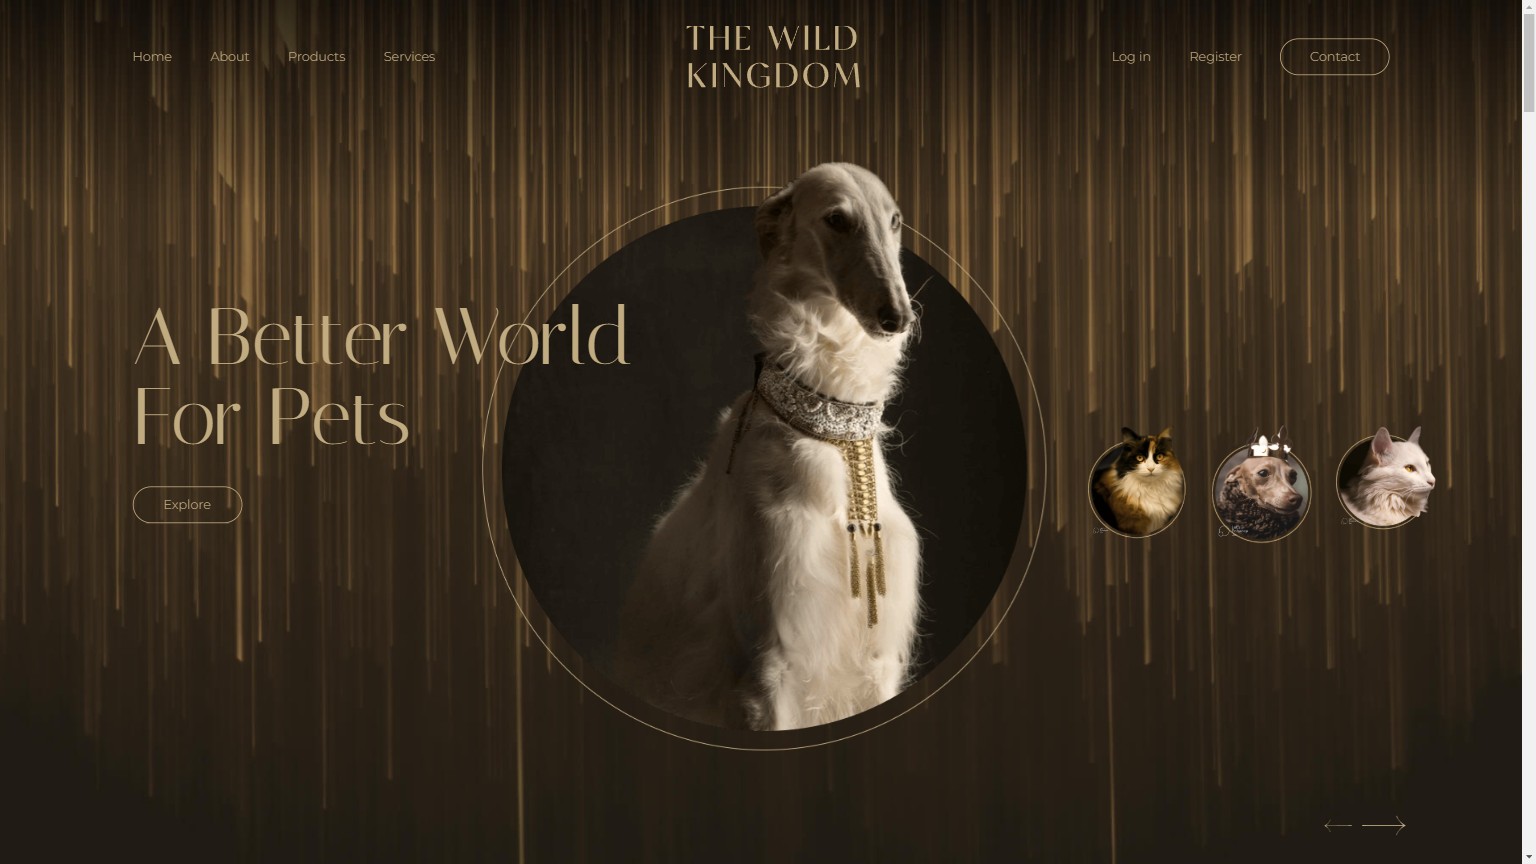 Home About Products Services
THE WILD
KINGDOM
Log in Register Contact
A Better World
For Pets
Explore